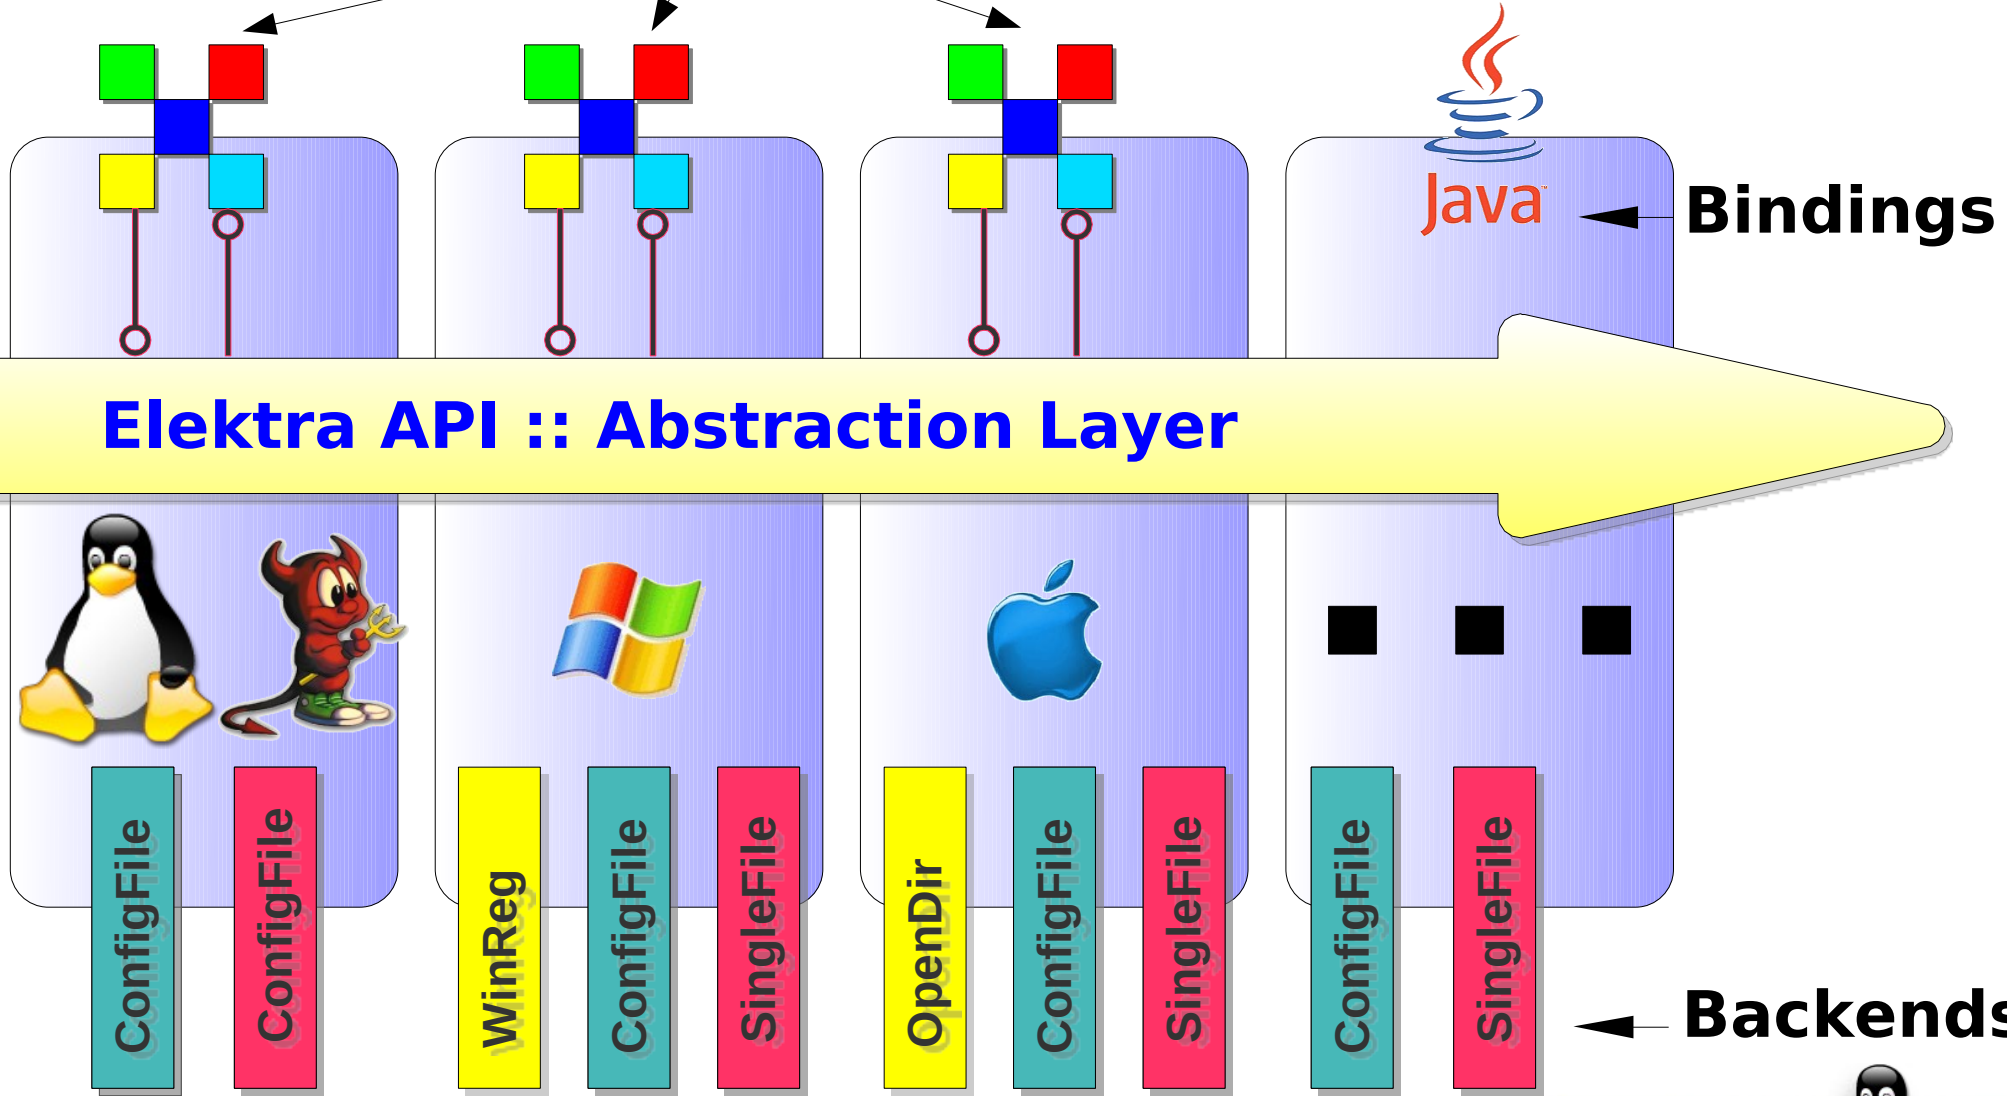 Java
Bindings
Elektra API :: Abstraction Layer
ConfigFile
ConfigFile
WinReg
ConfigFile
SingleFile
OpenDir
ConfigFile
SingleFile
ConfigFile
SingleFile
Backends